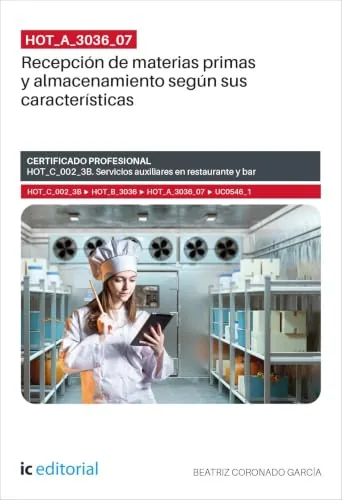 HOT_A_3036_07
Recepción de materias primas
y almacenamiento según sus
características
CERTIFICADO PROFESIONAL
HOT_C_002_3B. Servicios auxiliares en restaurante y bar
HOT_C_002_3B ▶ HOT_B_3036 ▶ HOT_A_3036_07 ▶ UC0546_1
ic editorial
BEATRIZ CORONADO GARCÍA